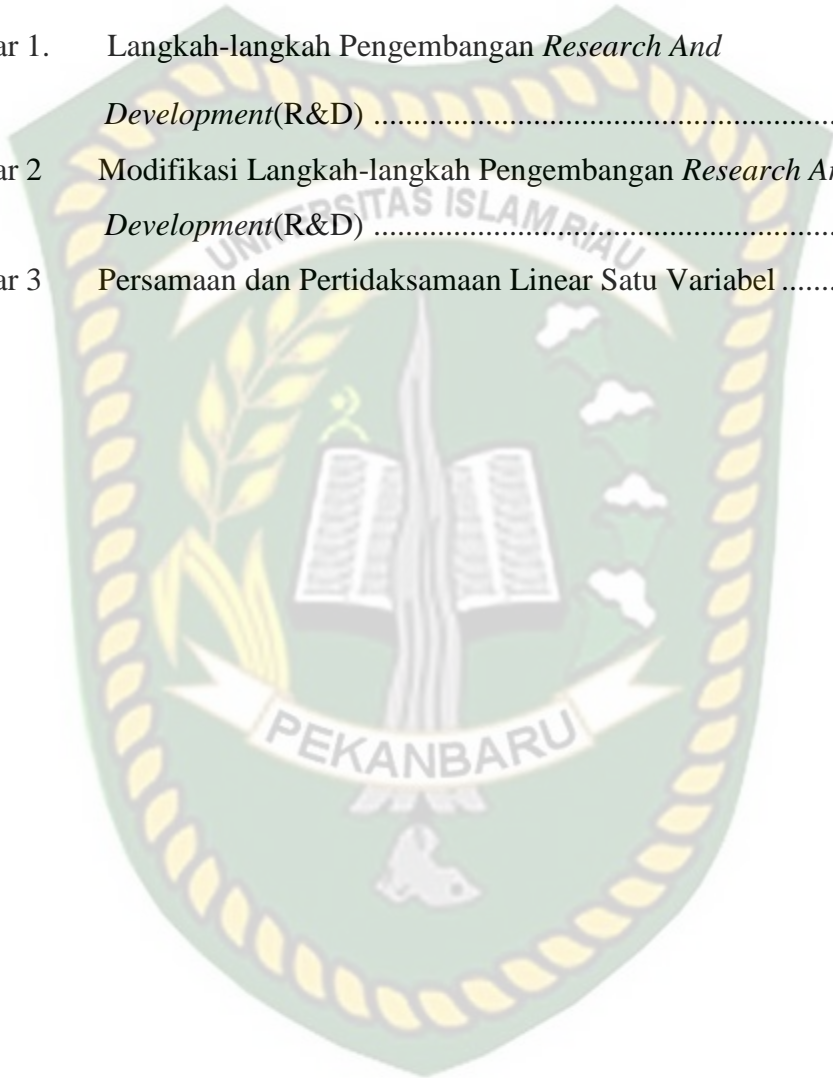 ar 1. Langkah-langkah Pengembangan Research And
Development(R&D) ............................................................
ar 2 Modifikasi Langkah-langkah Pengembangan Research An
Development(R&D) ............................................................
ar 3 Persamaan dan Pertidaksamaan Linear Satu Variabel .......
UNIVERSITAS ISLAM RIAU
PEKANBARU